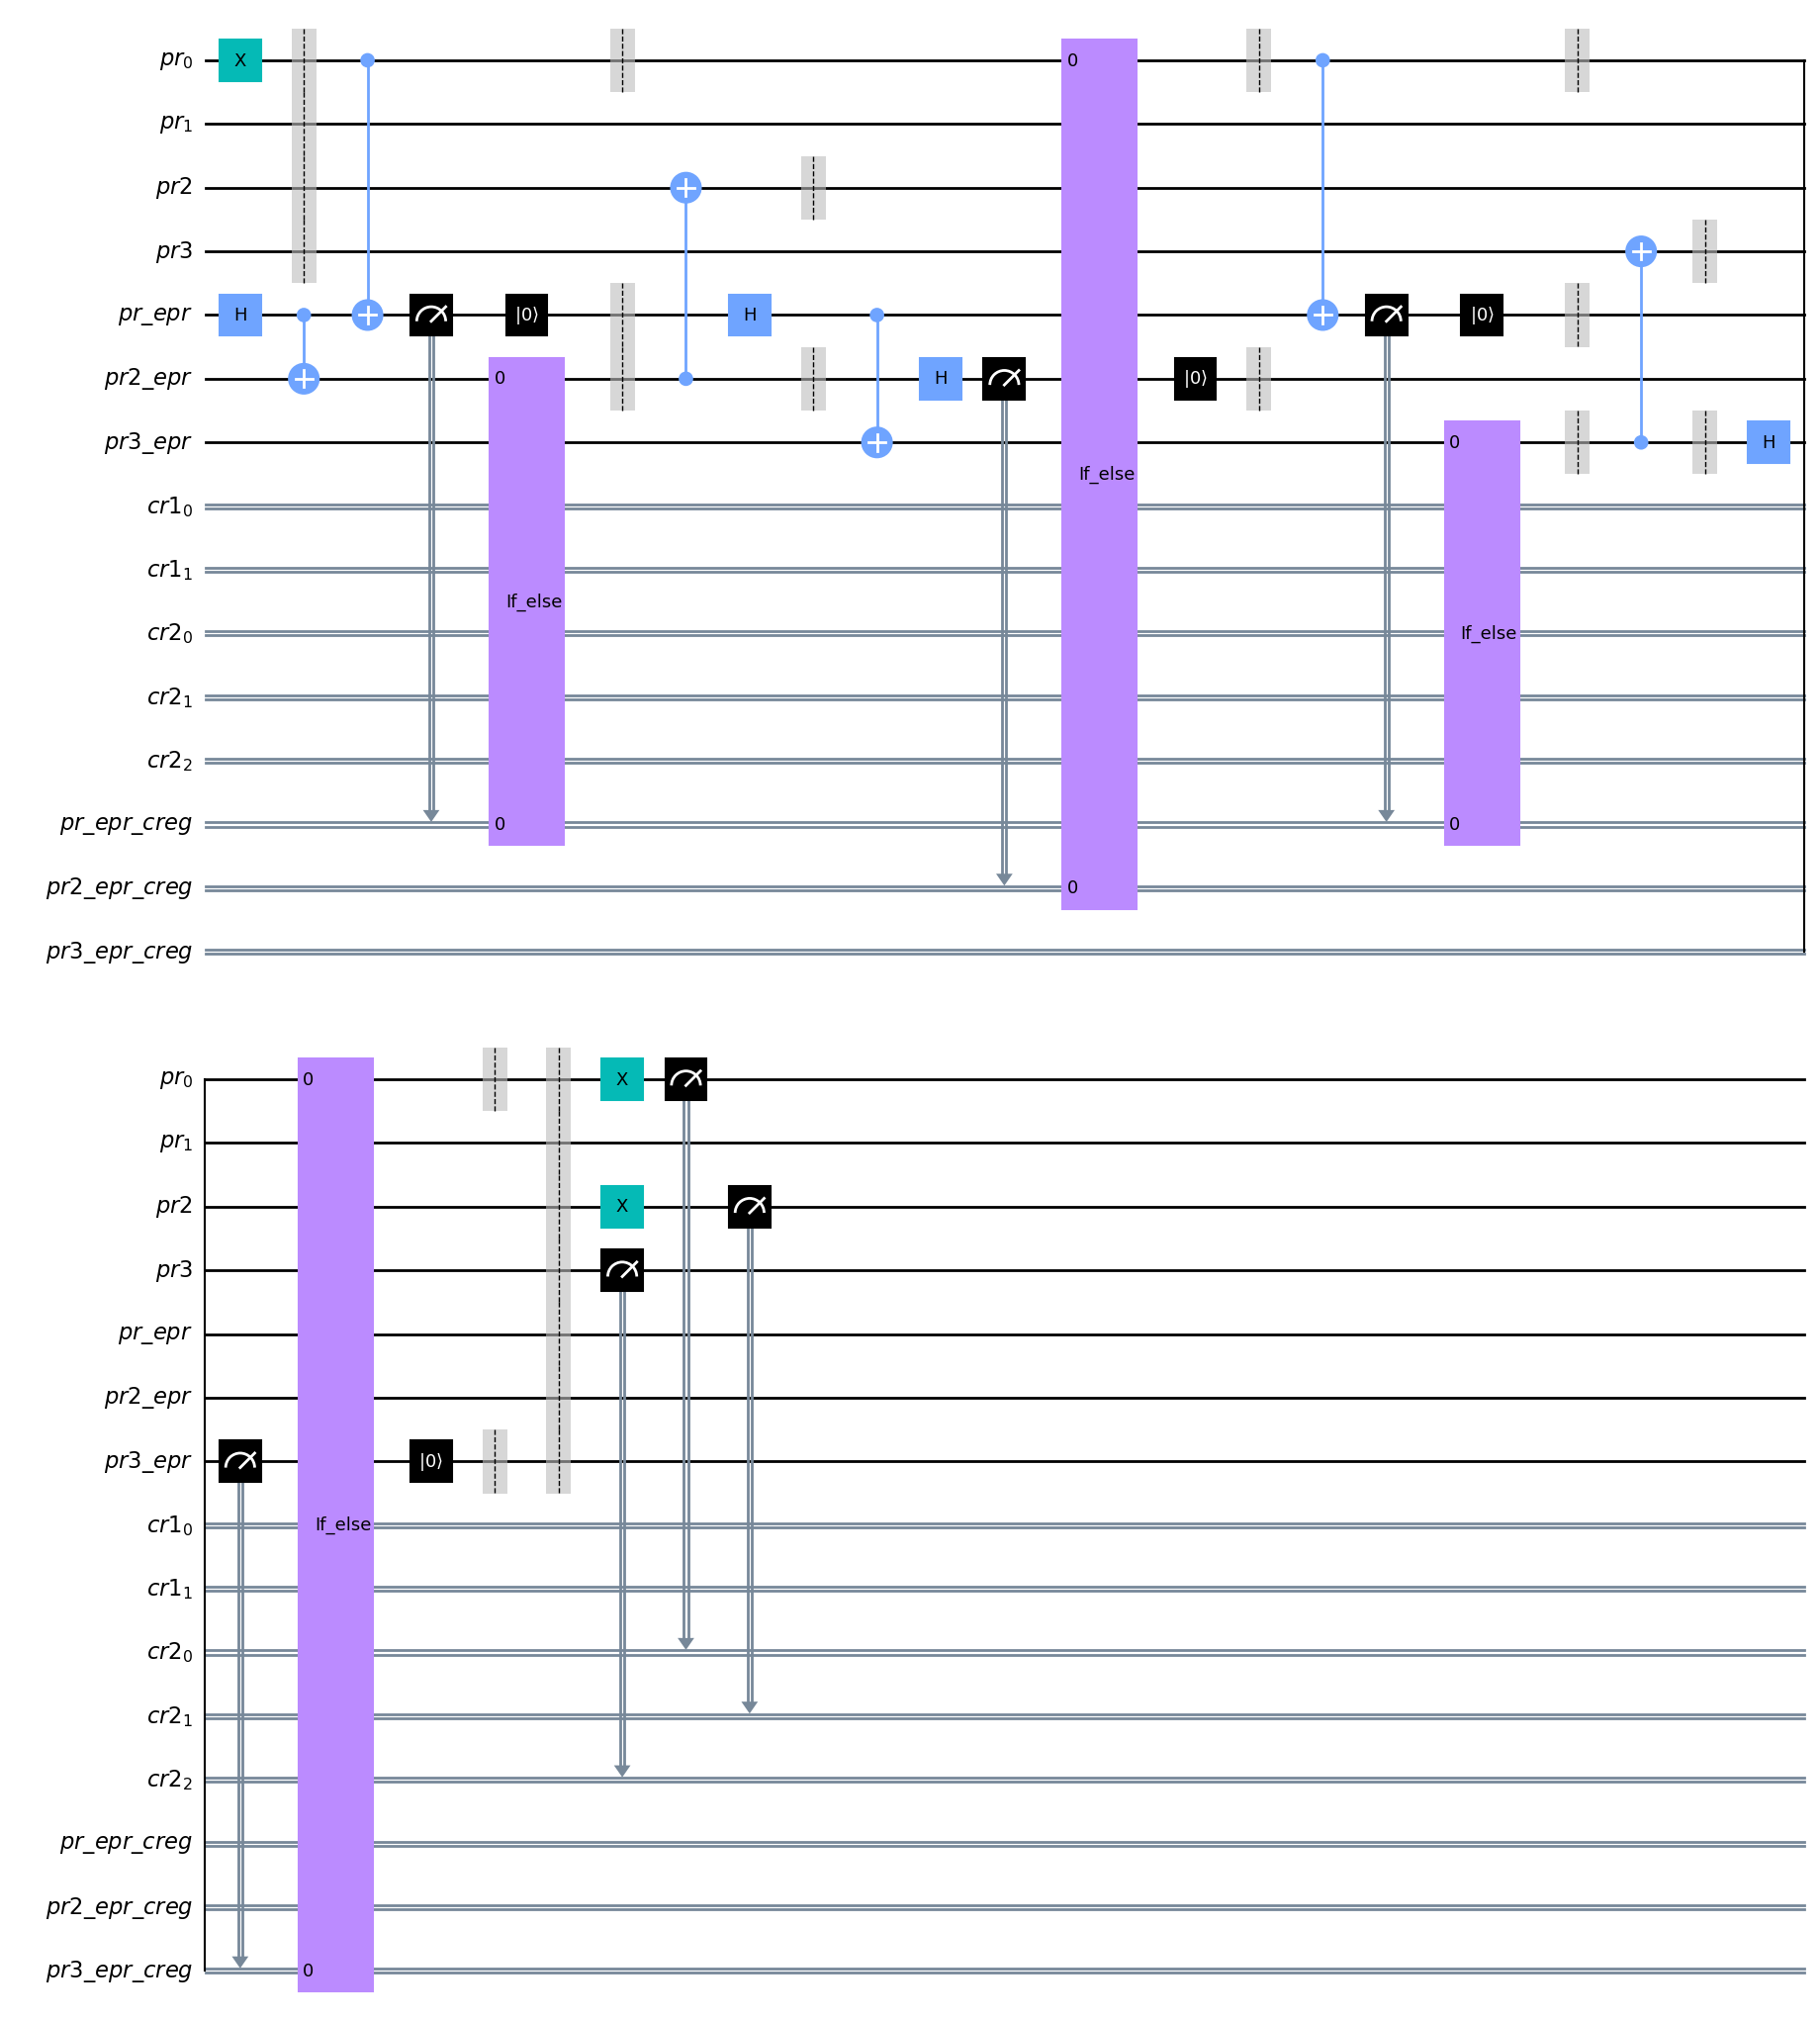 pr0 X 0
pr1
pr2
pr3
pr_epr H |0⟩ H |0⟩
pr2_epr 0 H |0⟩
pr3_epr If_else 0 H
cr10
cr11 If_else
cr20 If_else
cr21
cr22
pr_epr_creg 0 0
pr2_epr_creg 0
pr3_epr_creg
pr0 0 X
pr1
pr2 X
pr3
pr_epr
pr2_epr
pr3_epr |0⟩
cr10 If_else
cr11
cr20
cr21
cr22
pr_epr_creg
pr2_epr_creg
pr3_epr_creg 0